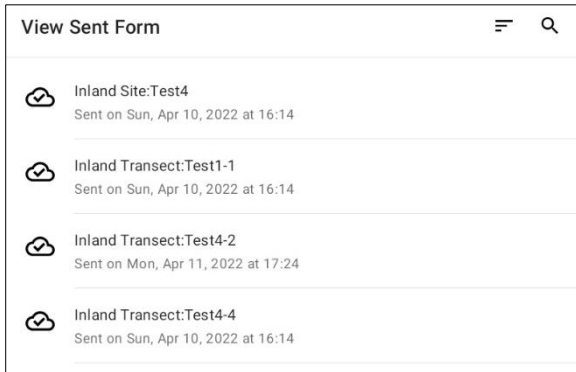 View Sent Form
Inland Site:Test4
Sent on Sun, Apr 10, 2022 at 16:14
Inland Transect:Test1-1
Sent on Sun, Apr 10, 2022 at 16:14
Inland Transect:Test4-2
Sent on Mon, Apr 11, 2022 at 17:24
Inland Transect:Test4-4
Sent on Sun, Apr 10, 2022 at 16:14